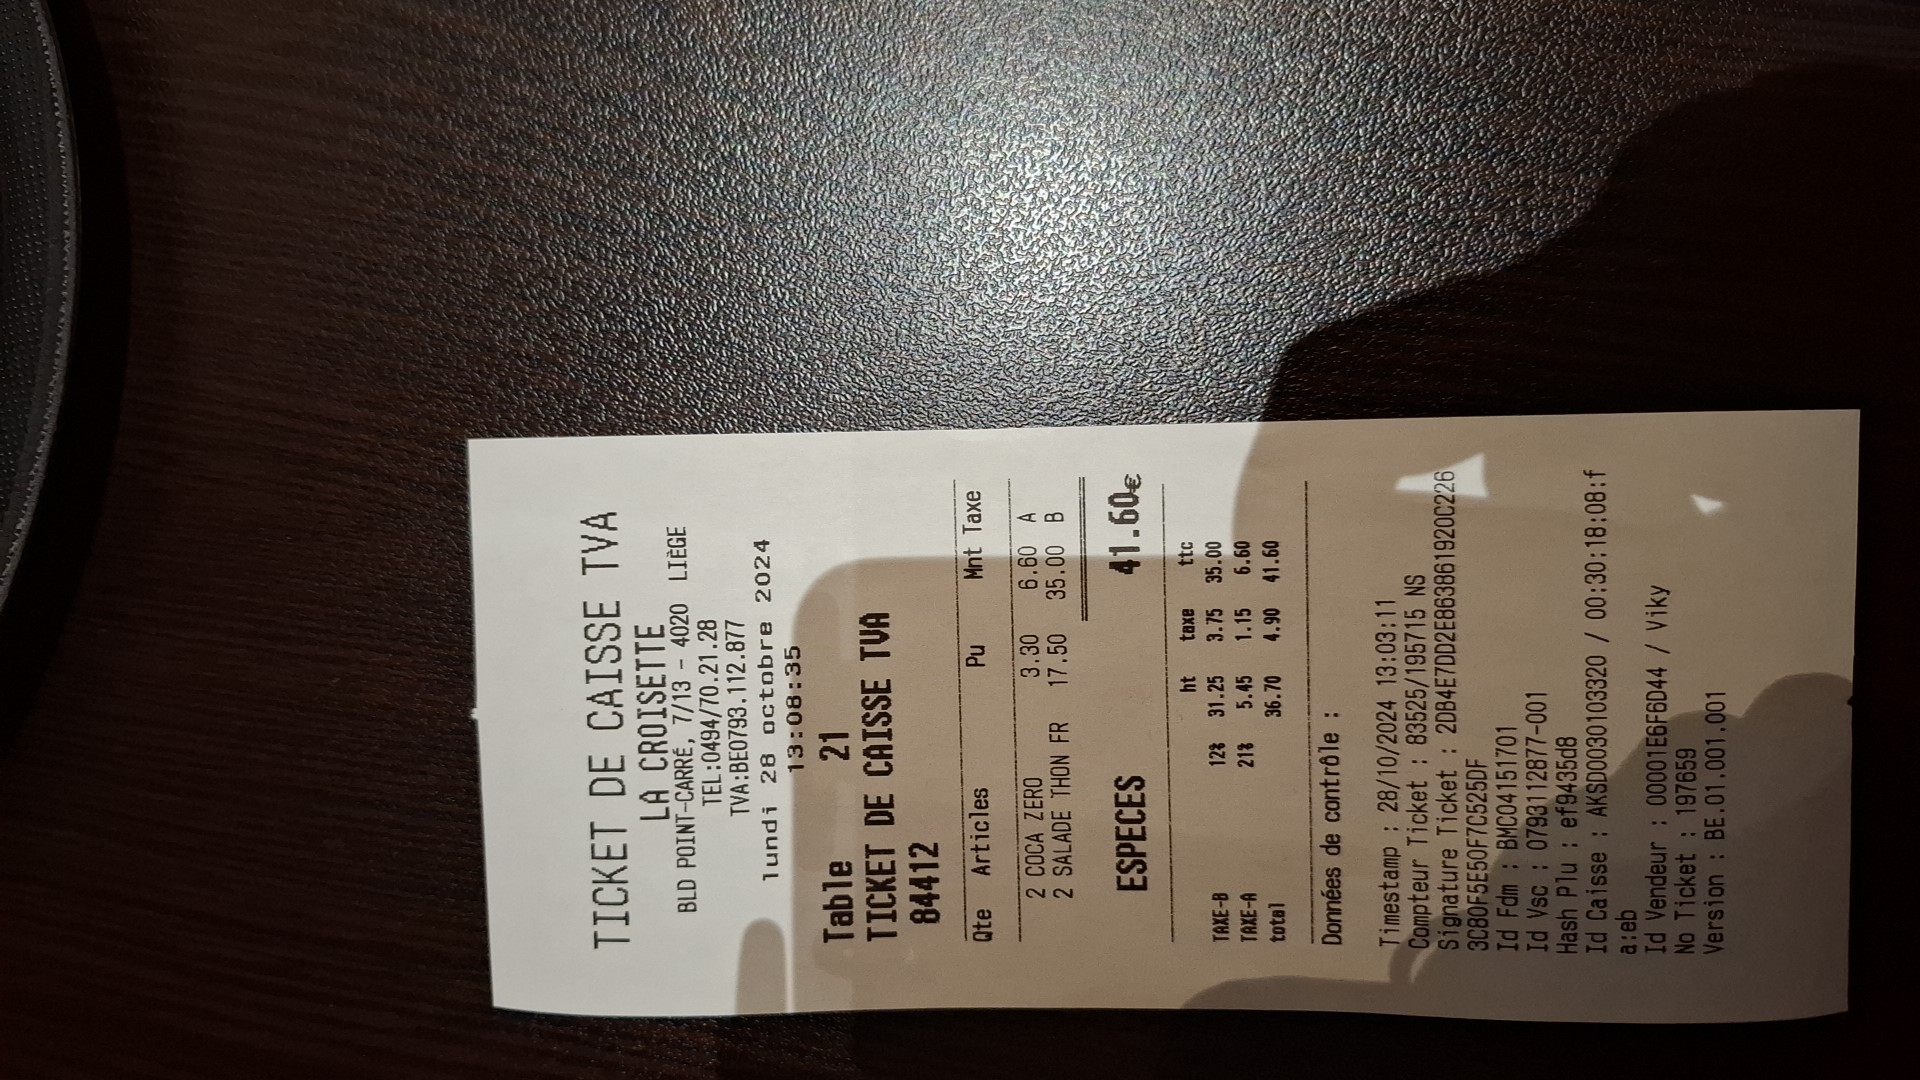 TICKET DE CAISSE TVA
LA CROISETTE
BLD POINT-CARRÉ, 7/13 - 4020 LIÈGE
TEL:0494/70.21.28
TVA:BE0793.112.877
lundi 28 octobre 2024
13:08:35
Table 21
TICKET DE CAISSE TVA
84412
Qte Articles Pu Mnt Taxe
2 COCA ZERO 3.30 6.60 A
2 SALADE THON FR 17.50 35.00 B
ESPECES 41.60€
ht taxe ttc
TAXE-B 12% 31.25 3.75 35.00
TAXE-A 21% 5.45 1.15 6.60
total 36.70 4.90 41.60
Données de contrôle :
Timestamp : 28/10/2024 13:03:11
Compteur Ticket : 83525/195715 NS
Signature Ticket : 2DB4E7DD2E863861920C226
3C80F5E50F7C525DF
Id Fdm : BMC04151701
Id Vsc : 0793112877-001
Hash Plu : ef9435d8
Id Caisse : AKSD0030103320 / 00:30:18:08:f
a:eb
Id Vendeur : 00001E6F6D44 / Viky
No Ticket : 197659
Version : BE.01.001.001